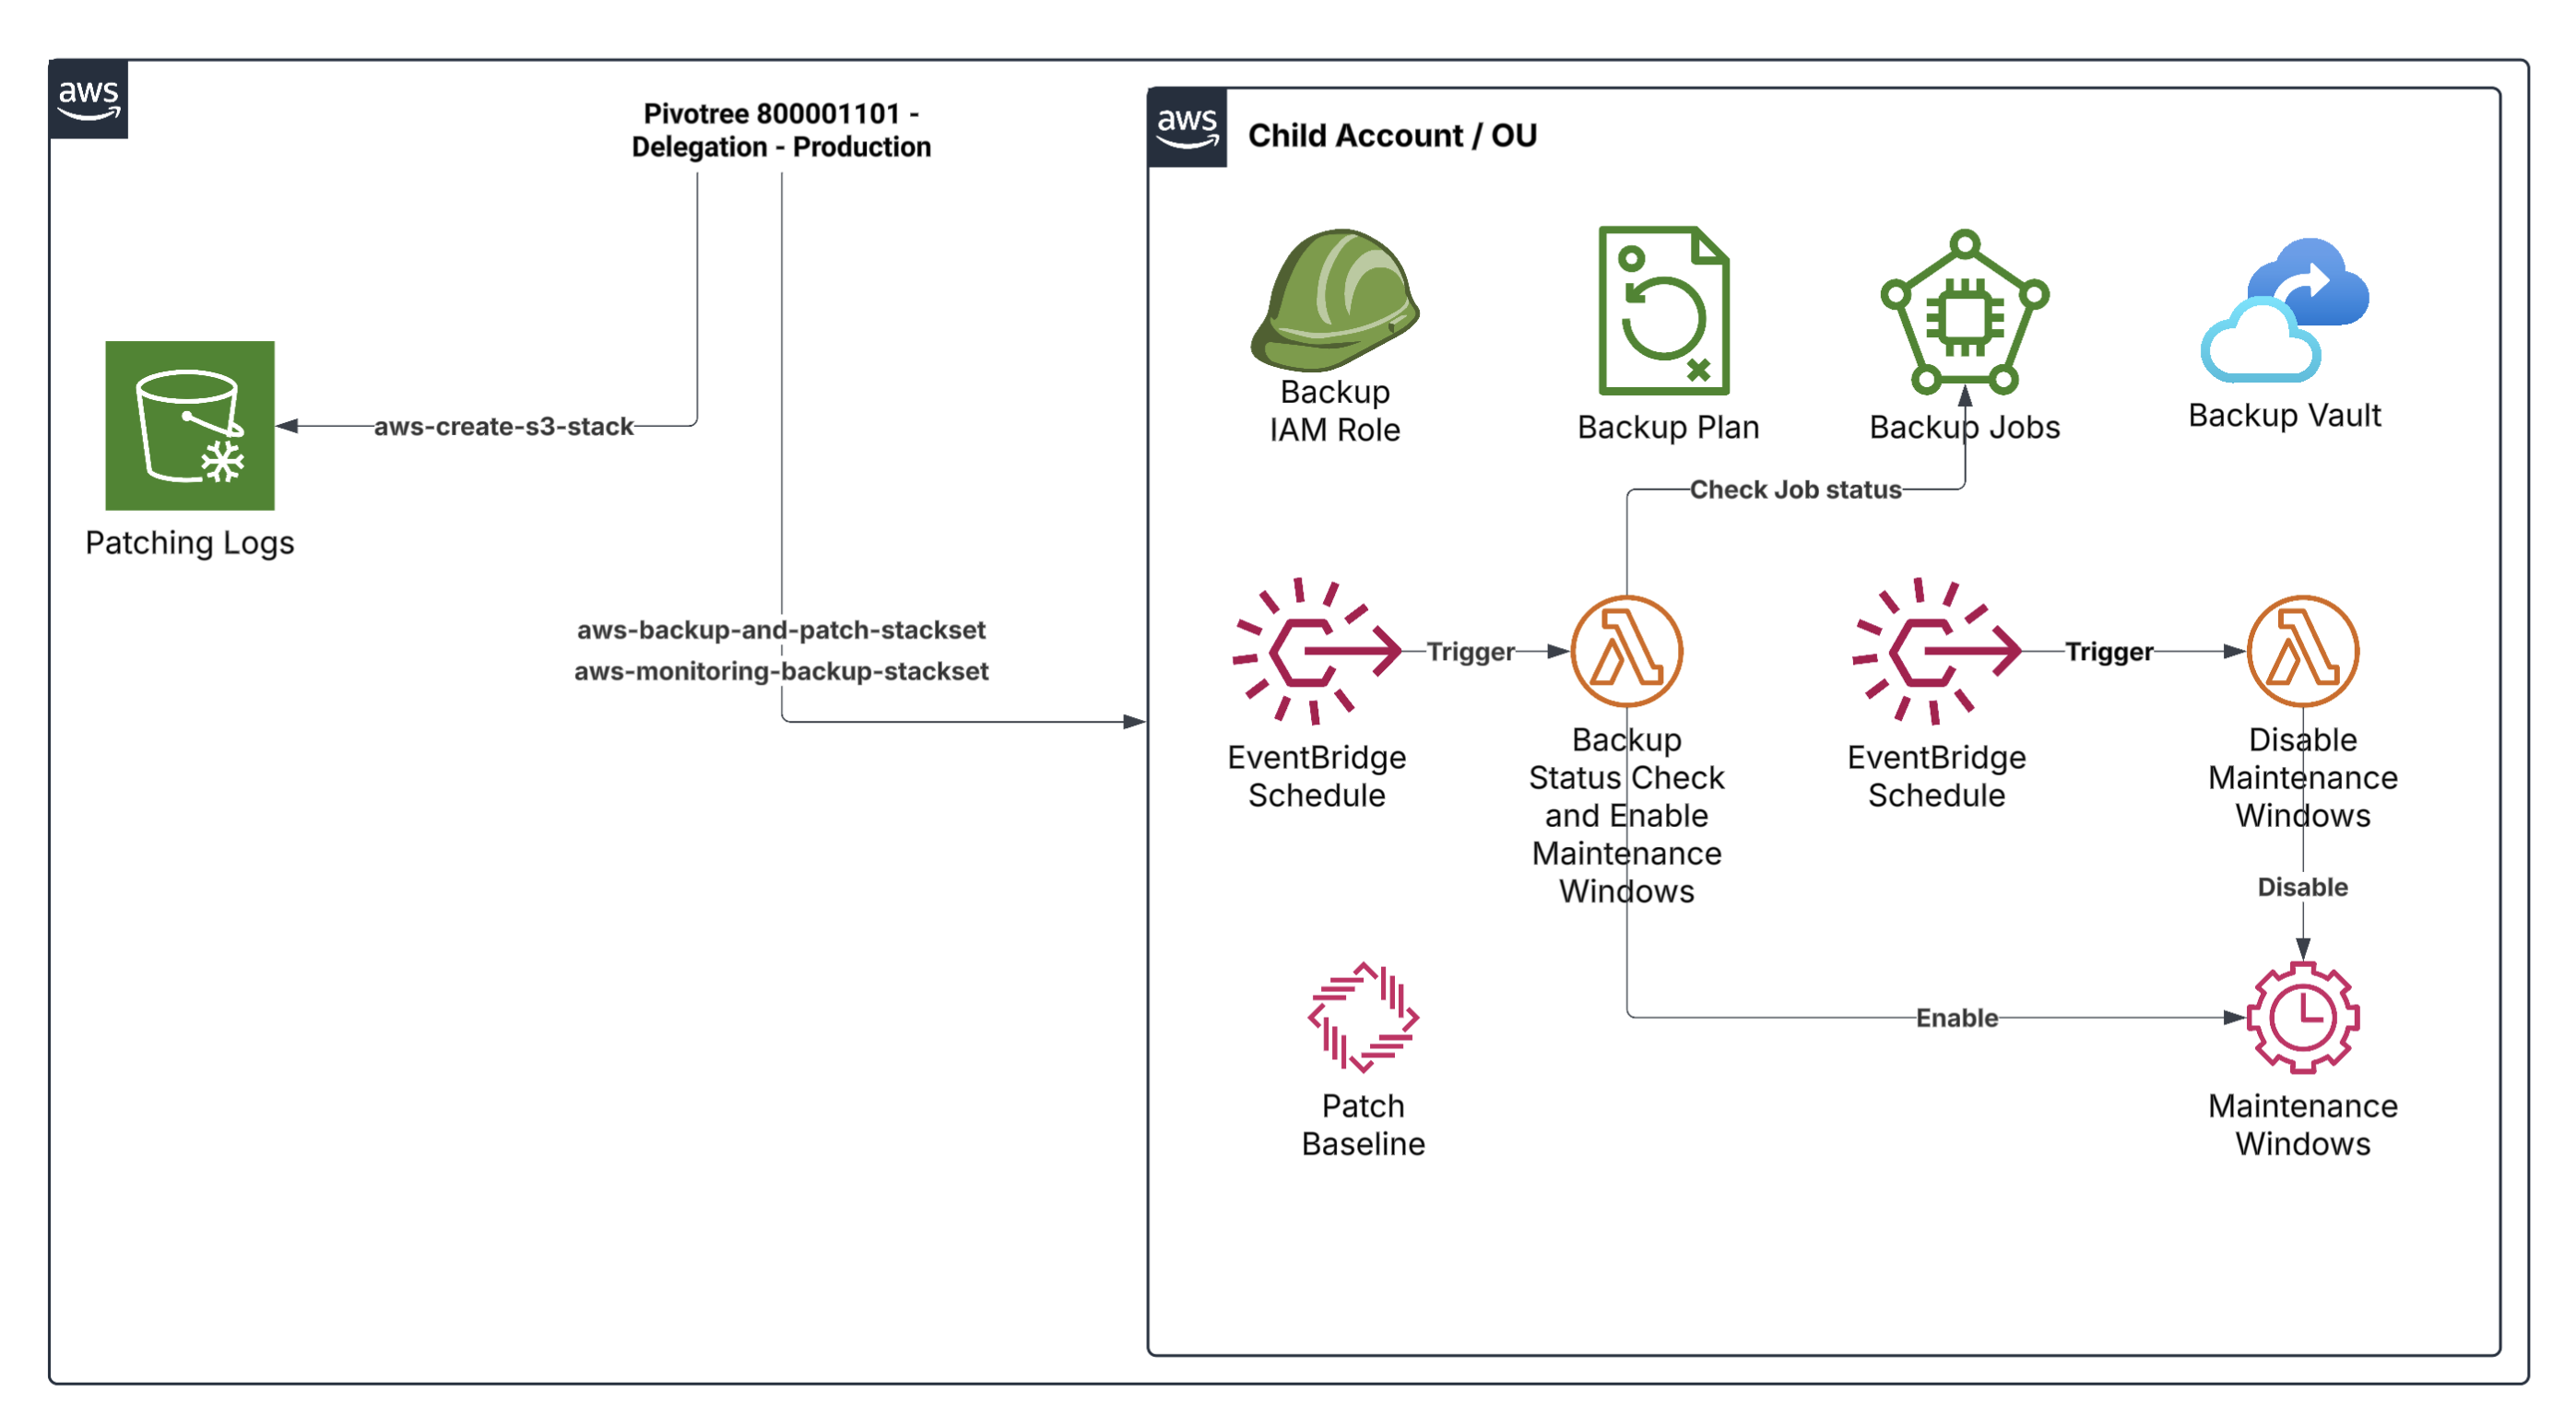 aws
Pivotree 800001101 -
Delegation - Production
aws
Child Account / OU
Backup
IAM Role
Backup Plan
Backup Jobs
Backup Vault
aws-create-s3-stack
Check Job status
Patching Logs
aws-backup-and-patch-stackset
aws-monitoring-backup-stackset
Trigger
Trigger
EventBridge
Schedule
Backup
Status Check
and Enable
Maintenance
Windows
EventBridge
Schedule
Disable
Maintenance
Windows
Disable
Enable
Patch
Baseline
Maintenance
Windows